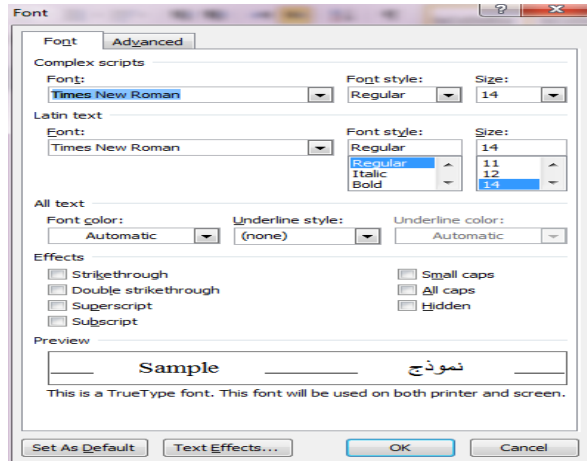 Font
Font Advanced
Complex scripts
Font: Font style: Size:
Times New Roman Regular 14
Latin text
Font: Font style: Size:
Times New Roman Regular 14
Regular 11
Italic 12
Bold 14
All text
Font color: Underline style: Underline color:
Automatic (none) Automatic
Effects
Strikethrough Small caps
Double strikethrough All caps
Superscript Hidden
Subscript
Preview
Sample نموذج
This is a TrueType font. This font will be used on both printer and screen.
Set As Default Text Effects... OK Cancel